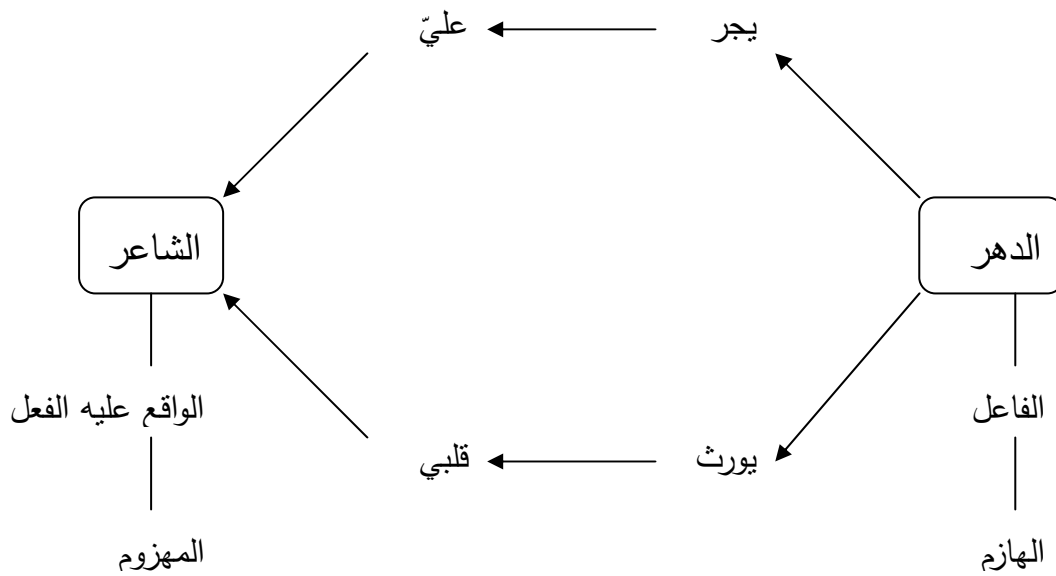 يجر عليّ
الدهر الشاعر
الفاعل الواقع عليه الفعل
يورث قلبي
الهازم المهزوم